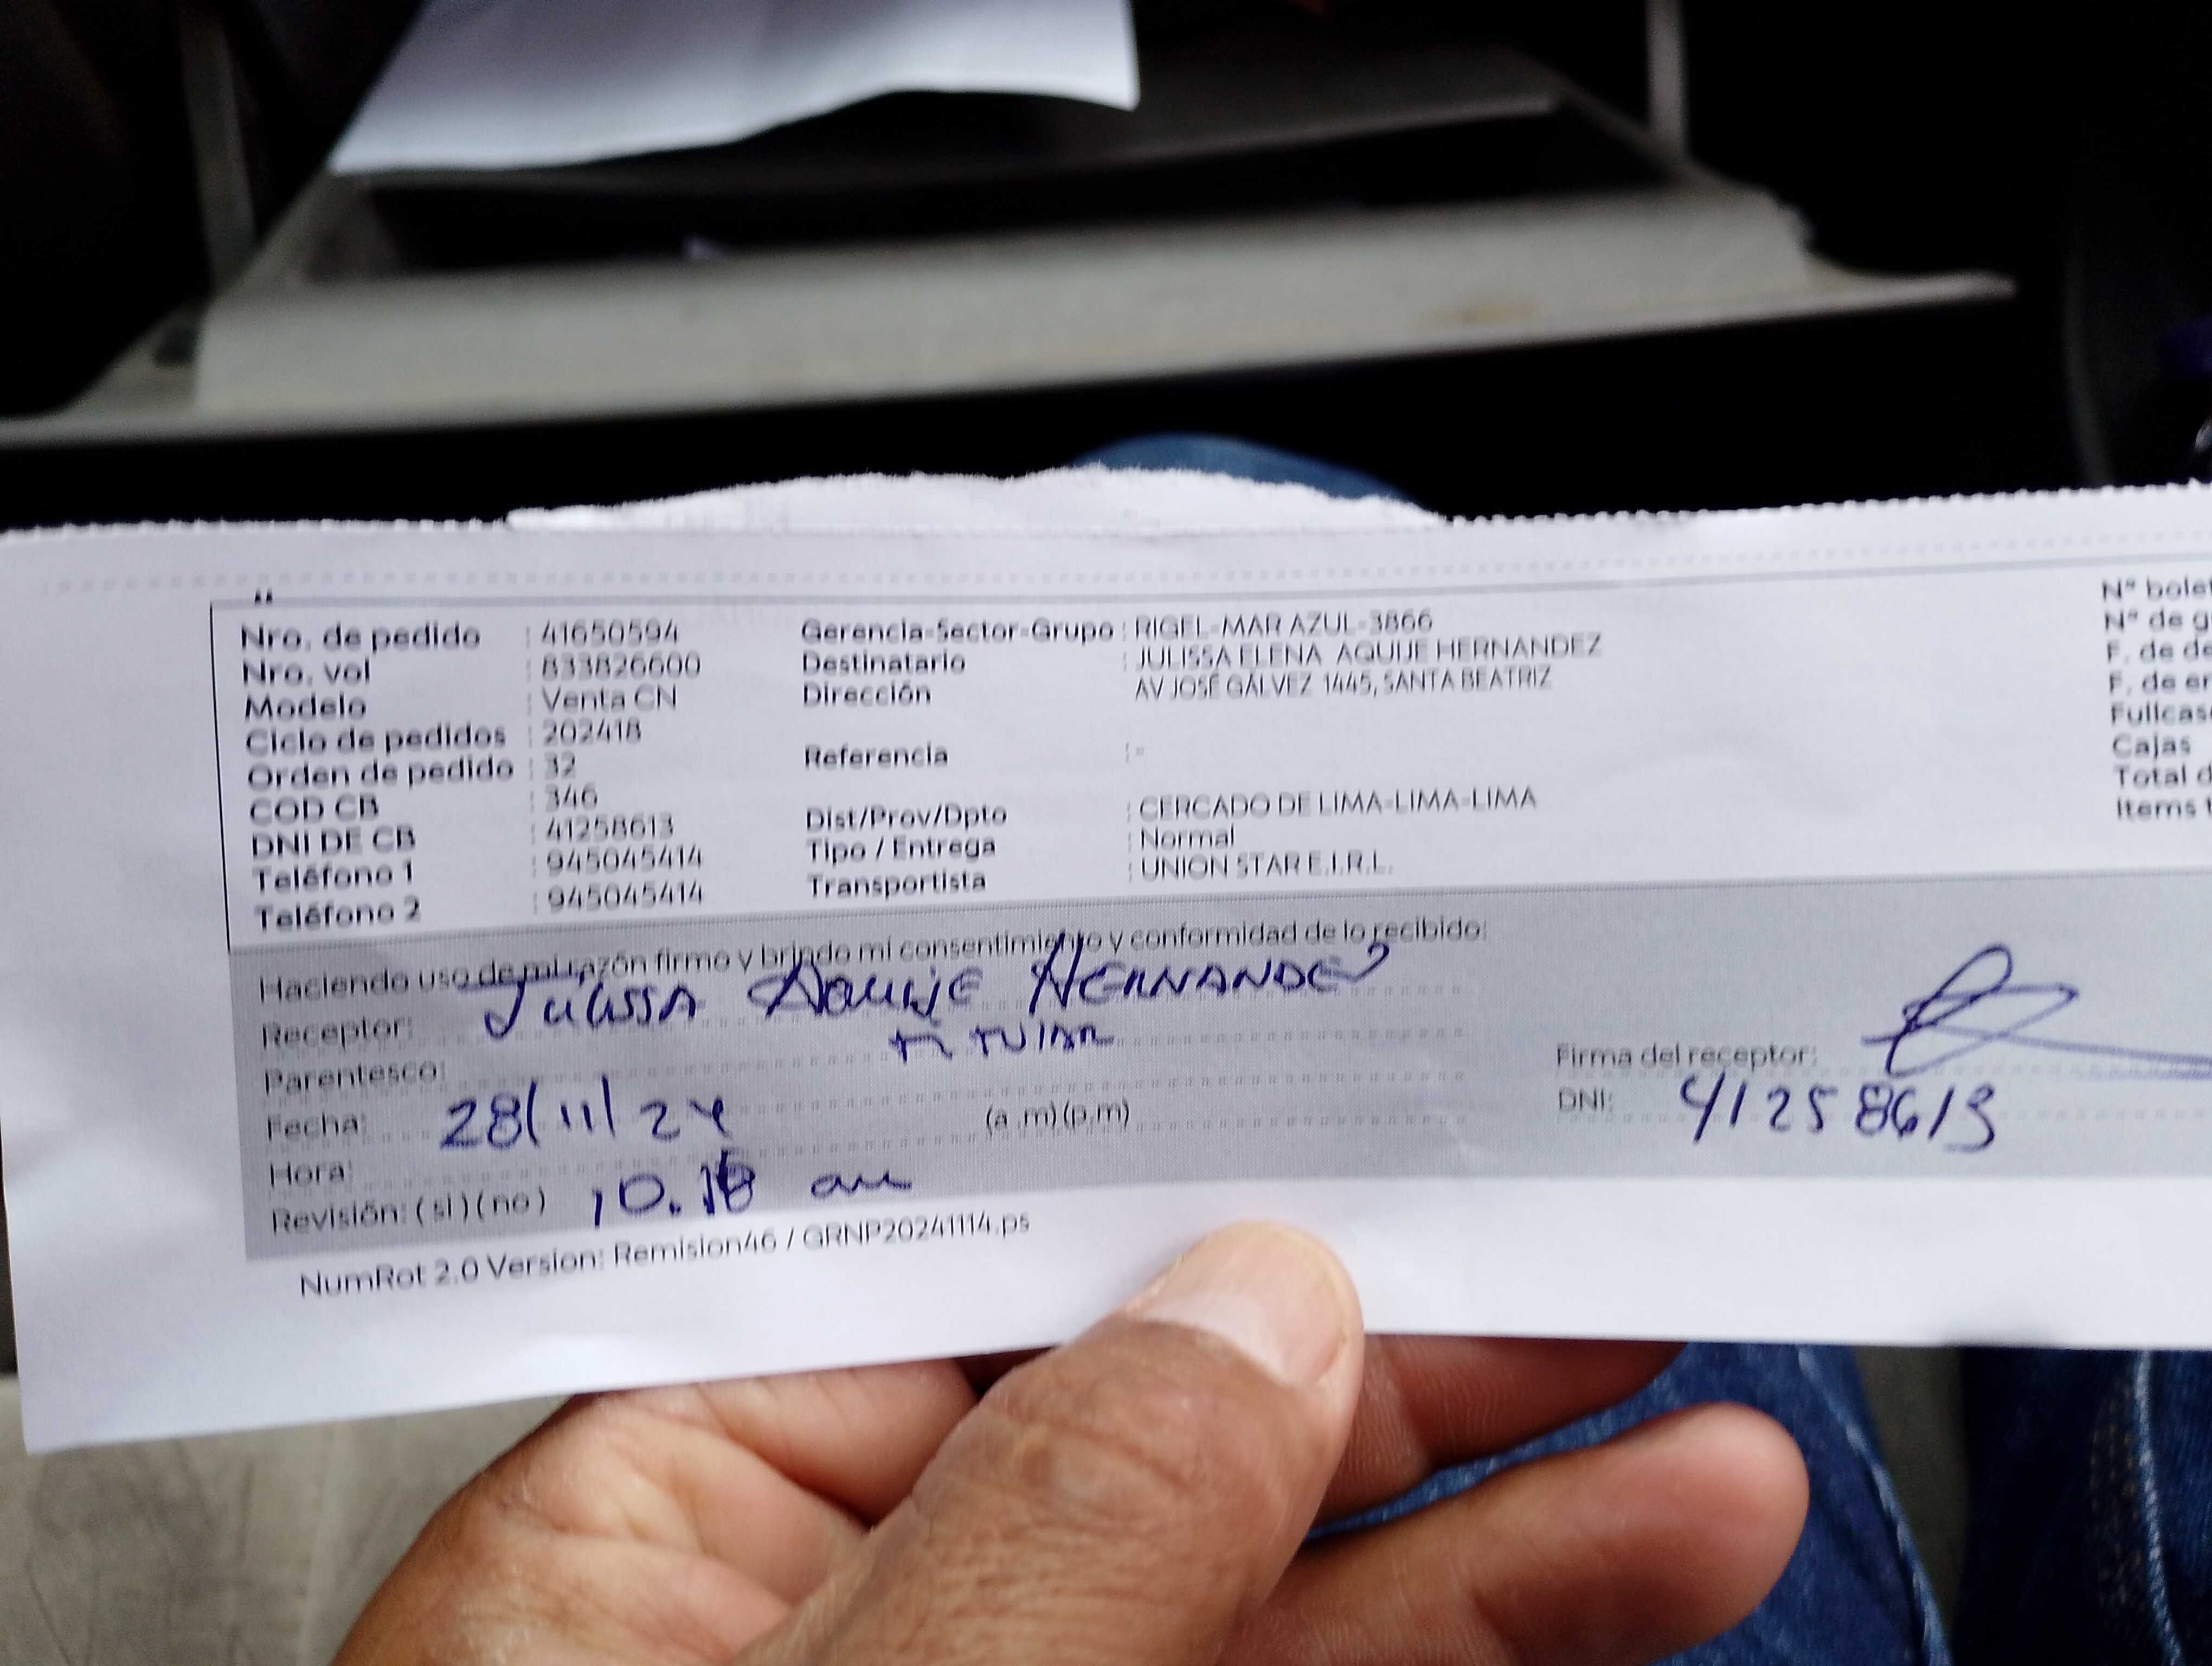 Nro. de pedido : 41650594
Nro. vol : 833826600
Modelo : Venta CN
Ciclo de pedidos : 202418
Orden de pedido : 32
COD CB : 346
DNI DE CB : 41258613
Teléfono 1 : 945045414
Teléfono 2 : 945045414
Gerencia-Sector-Grupo : RIGEL-MAR AZUL-3866
Destinatario : JULISSA ELENA AQUIJE HERNANDEZ
Dirección AV JOSÉ GÁLVEZ 1445, SANTA BEATRIZ
Referencia : -
Dist/Prov/Dpto : CERCADO DE LIMA-LIMA-LIMA
Tipo / Entrega : Normal
Transportista : UNION STAR E.I.R.L.
N° bolet
N° de g
F. de de
F. de er
Fullcas
Cajas
Total d
Items t
Haciendo uso de mi razón firmo y brindo mi consentimiento y conformidad de lo recibido:
Receptor: Julissa Aquije Hernandez
Parentesco: Titular
Fecha: 28/11/24
Hora: 10. am (a.m)(p.m)
Revisión: (si)(no)
Firma del receptor:
DNI: 41258613
NumRot 2.0 Version: Remision46 / GRNP20241114.ps